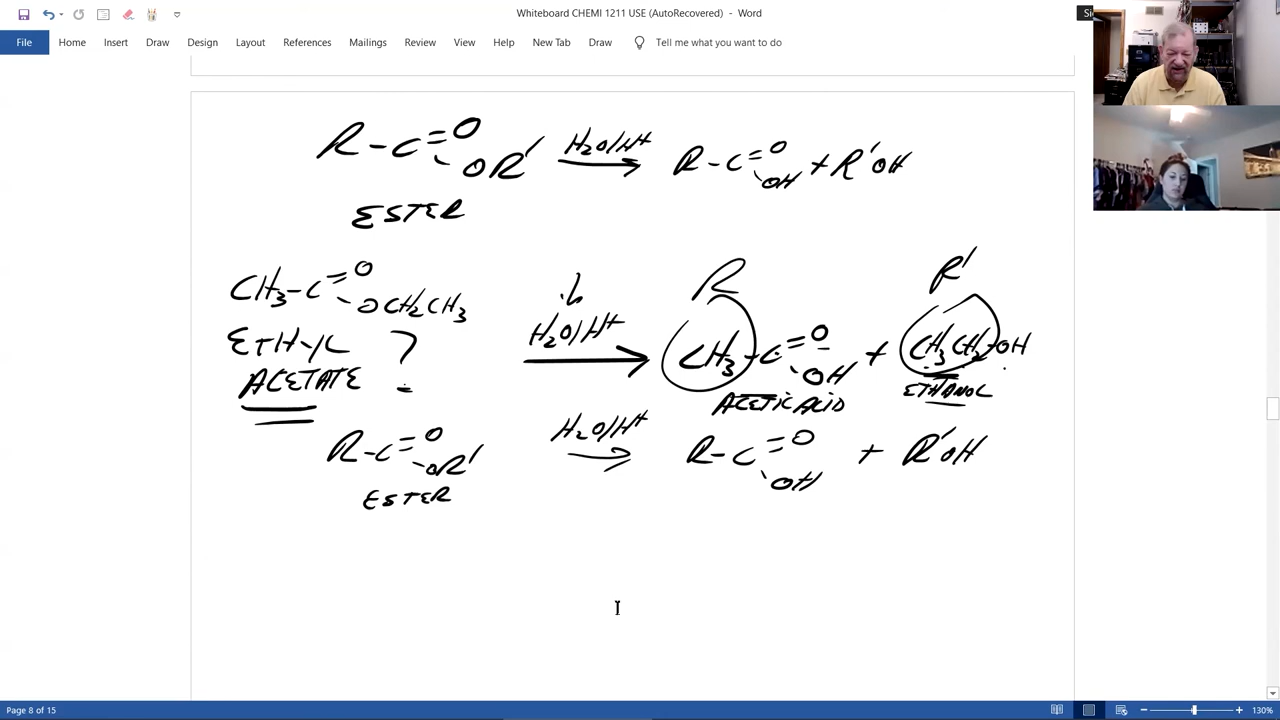 Whiteboard CHEMI 1211 USE (AutoRecovered) - Word
File Home Insert Draw Design Layout References Mailings Review View Help New Tab Draw Tell me what you want to do
R-C=O OR' H2O/H+ R-C=O OH + R'OH
ESTER
R R'
CH3-C=O OCH2CH3 H2O/H+ CH3-C=O OH + CH3CH2-OH
ETHYL ?
ACETATE ACETIC ACID ETHANOL
R-C=O OR' H2O/H+ R-C=O OH + R'OH
ESTER
Page 8 of 15 130%